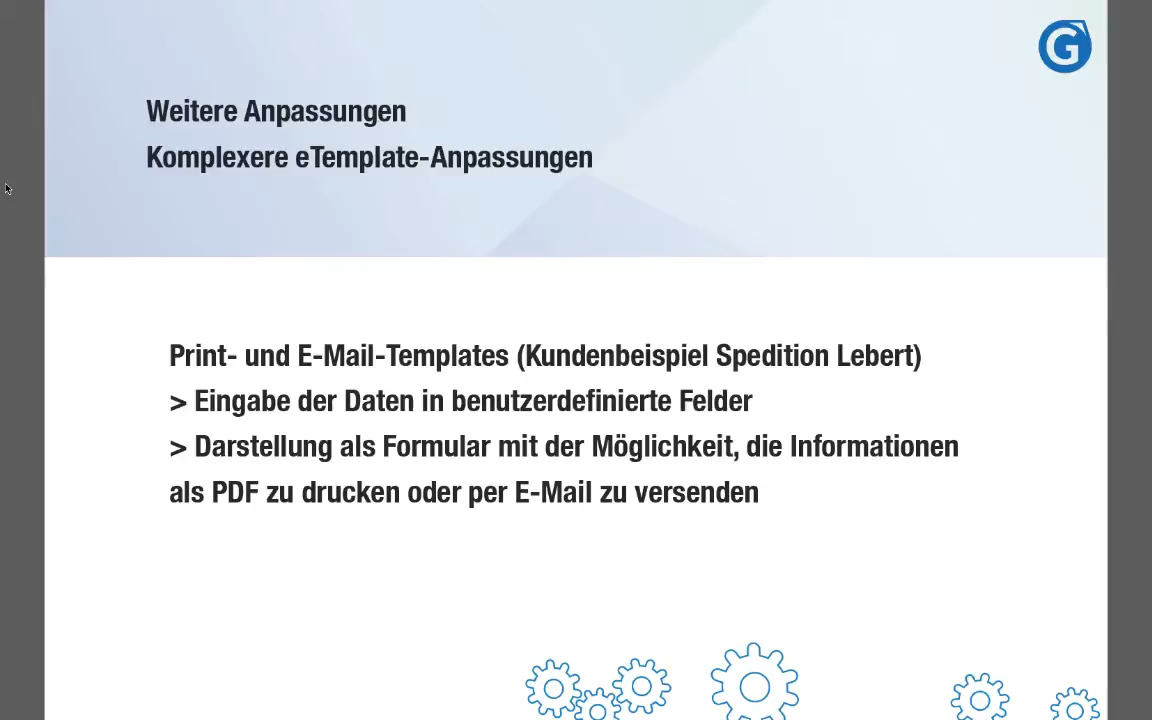 G
Weitere Anpassungen
Komplexere eTemplate-Anpassungen
Print- und E-Mail-Templates (Kundenbeispiel Spedition Lebert)
> Eingabe der Daten in benutzerdefinierte Felder
> Darstellung als Formular mit der Möglichkeit, die Informationen
als PDF zu drucken oder per E-Mail zu versenden